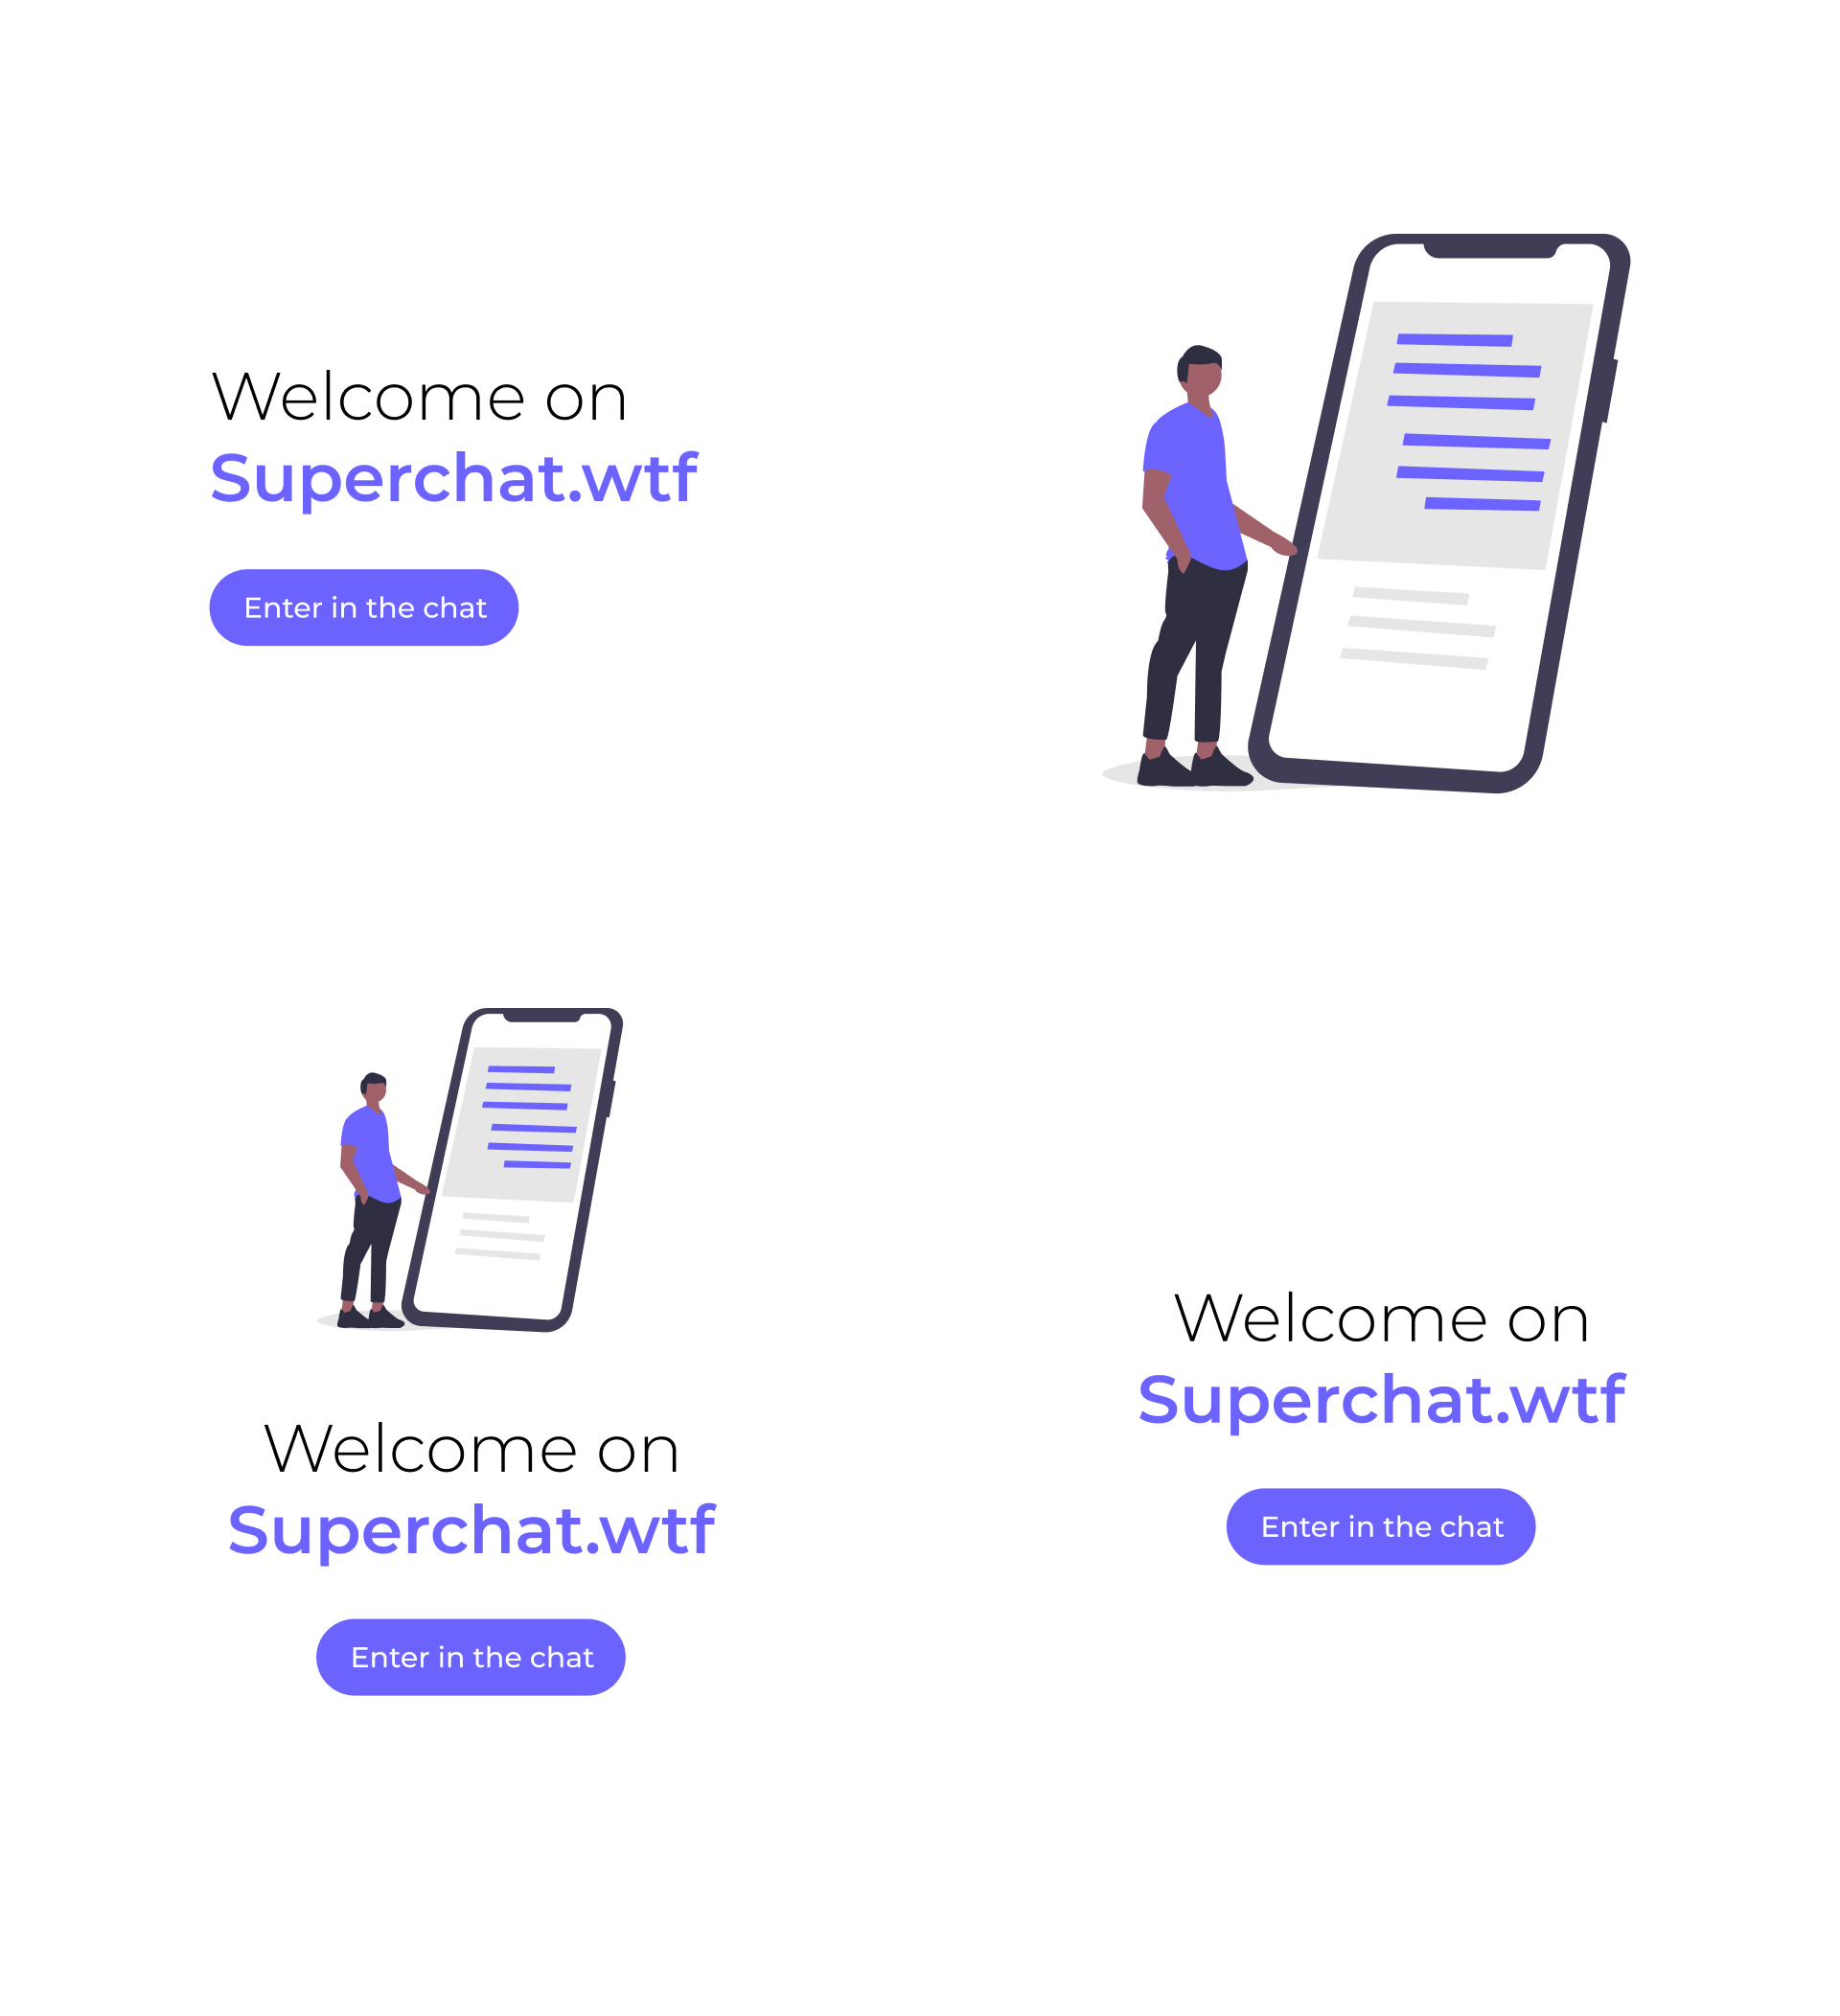 Welcome on
Superchat.wtf
Enter in the chat
Welcome on
Superchat.wtf
Enter in the chat
Welcome on
Superchat.wtf
Enter in the chat